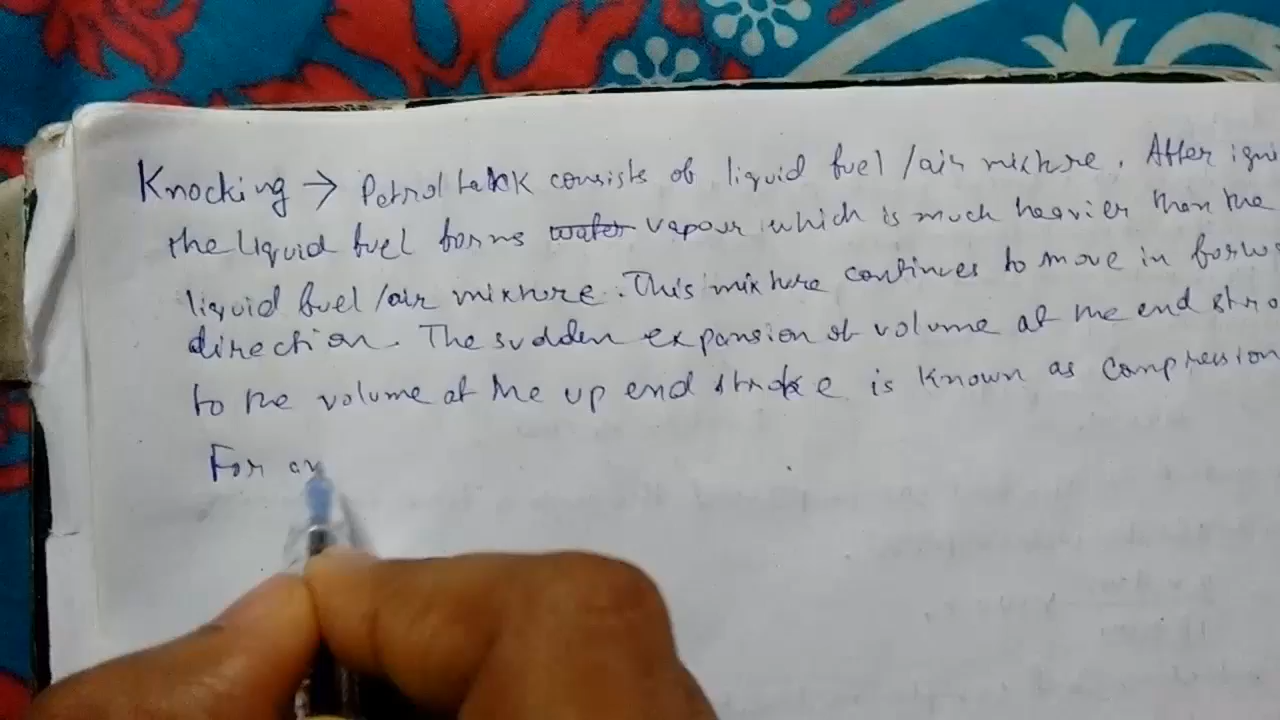 Knocking → Petrol tank consists of liquid fuel / air mixture. After igni
the liquid fuel forms water vapour which is much heavier than the
liquid fuel / air mixture. This mixture continues to move in forw
direction. The sudden expansion of volume at the end stro
to the volume at the up end stroke is known as compression
For an